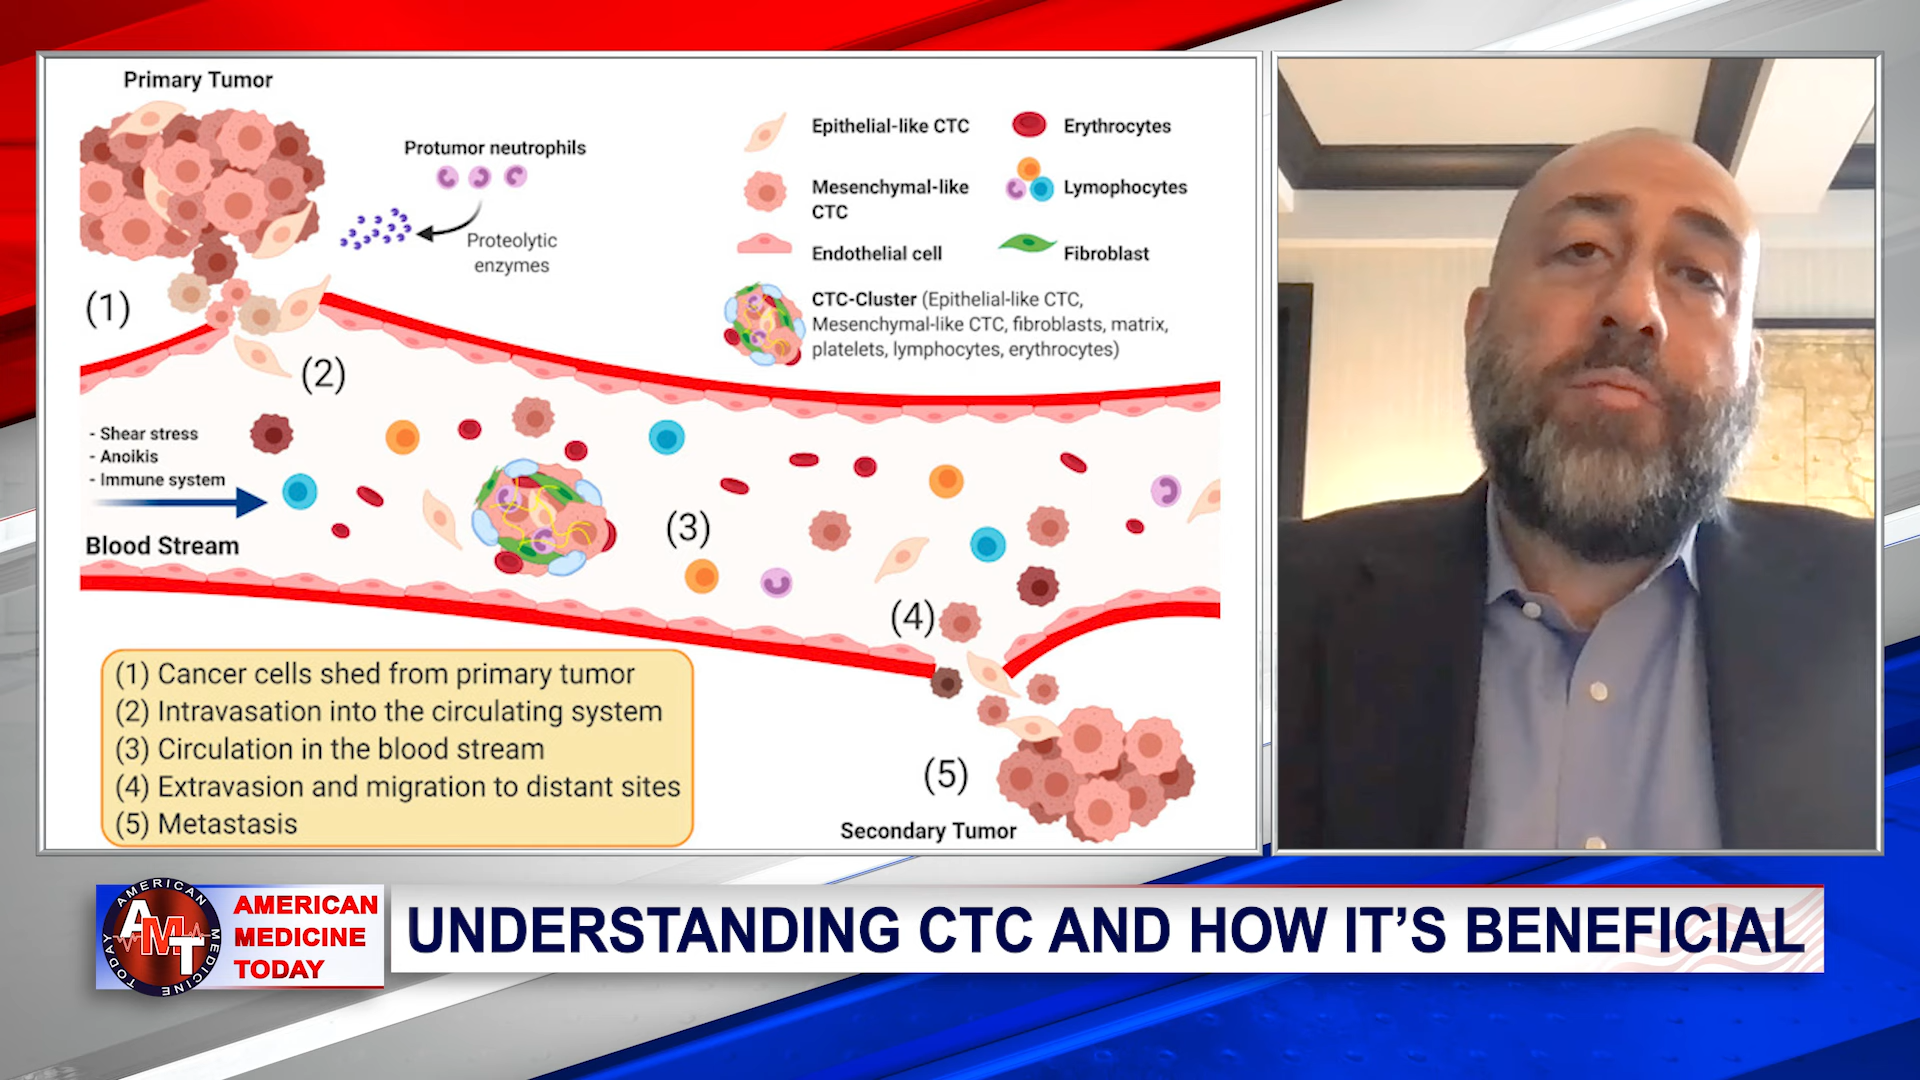 Primary Tumor
Protumor neutrophils
Proteolytic
enzymes
Epithelial-like CTC
Mesenchymal-like
CTC
Endothelial cell
CTC-Cluster (Epithelial-like CTC,
Mesenchymal-like CTC, fibroblasts, matrix,
platelets, lymphocytes, erythrocytes)
Erythrocytes
Lymophocytes
Fibroblast
(1)
(2)
- Shear stress
- Anoikis
- Immune system
Blood Stream
(3)
(4)
(5)
Secondary Tumor
(1) Cancer cells shed from primary tumor
(2) Intravasation into the circulating system
(3) Circulation in the blood stream
(4) Extravasion and migration to distant sites
(5) Metastasis
AMERICAN
MEDICINE
TODAY
AMT
AMERICAN
MEDICINE
TODAY
UNDERSTANDING CTC AND HOW IT’S BENEFICIAL